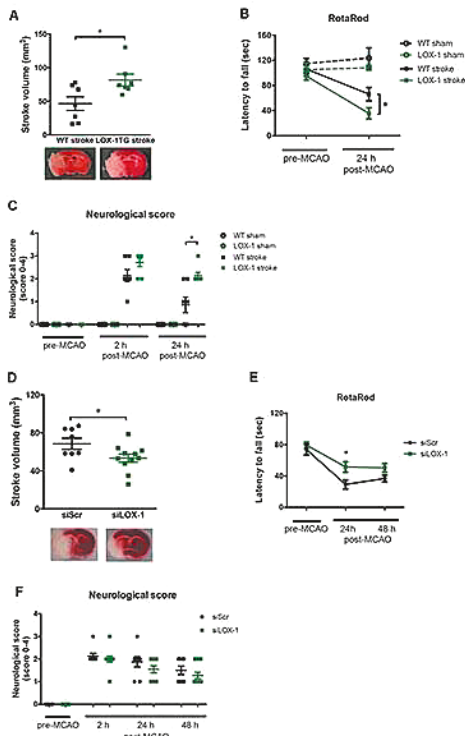 A
*
Stroke volume (mm³)
150
100
50
0
WT stroke LOX-1TG stroke
B
RotaRod
Latency to fall (sec)
160
120
80
40
0
*
pre-MCAO
24 h
post-MCAO
WT sham
LOX-1 sham
WT stroke
LOX-1 stroke
C
Neurological score
Neurological score
(score 0-4)
4
3
2
1
0
*
pre-MCAO
2 h
post-MCAO
24 h
post-MCAO
WT sham
LOX-1 sham
WT stroke
LOX-1 stroke
D
*
Stroke volume (mm³)
120
80
40
0
siScr
siLOX-1
E
RotaRod
Latency to fall (sec)
120
80
40
0
*
siScr
siLOX-1
pre-MCAO
24h
48 h
post-MCAO
F
Neurological score
Neurological score
(score 0-4)
4
3
2
1
0
siScr
siLOX-1
pre-MCAO
2 h
24 h
48 h
post-MCAO